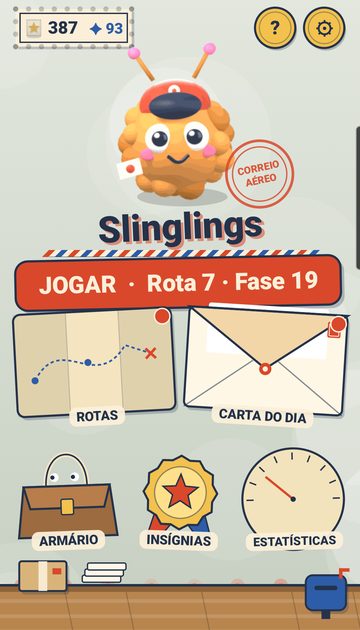 387 93
?
CORREIO
AÉREO
Slinglings
JOGAR · Rota 7 · Fase 19
ROTAS
CARTA DO DIA
ARMÁRIO
INSÍGNIAS
ESTATÍSTICAS